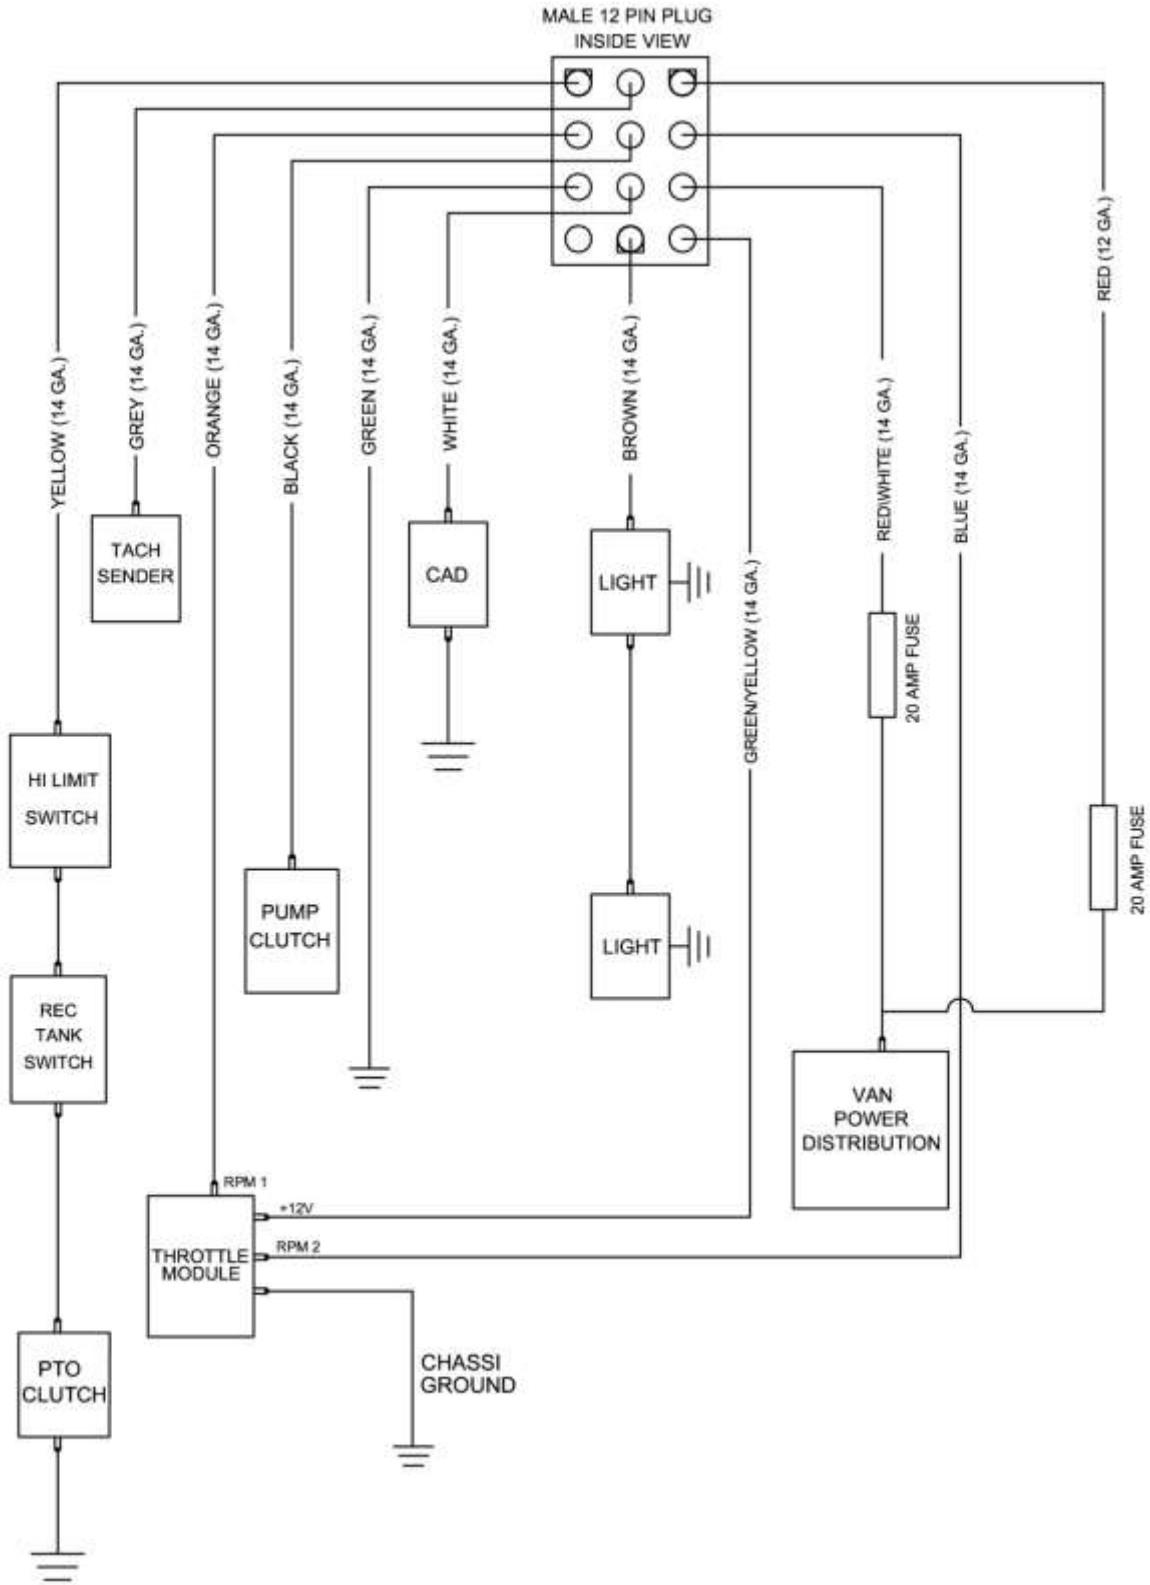 MALE 12 PIN PLUG
INSIDE VIEW
YELLOW (14 GA.)
GREY (14 GA.)
ORANGE (14 GA.)
BLACK (14 GA.)
GREEN (14 GA.)
WHITE (14 GA.)
BROWN (14 GA.)
GREEN/YELLOW (14 GA.)
RED\WHITE (14 GA.)
BLUE (14 GA.)
RED (12 GA.)
TACH
SENDER
CAD
LIGHT
20 AMP FUSE
HI LIMIT
SWITCH
20 AMP FUSE
PUMP
CLUTCH
LIGHT
REC
TANK
SWITCH
VAN
POWER
DISTRIBUTION
RPM 1
+12V
RPM 2
THROTTLE
MODULE
CHASSI
GROUND
PTO
CLUTCH